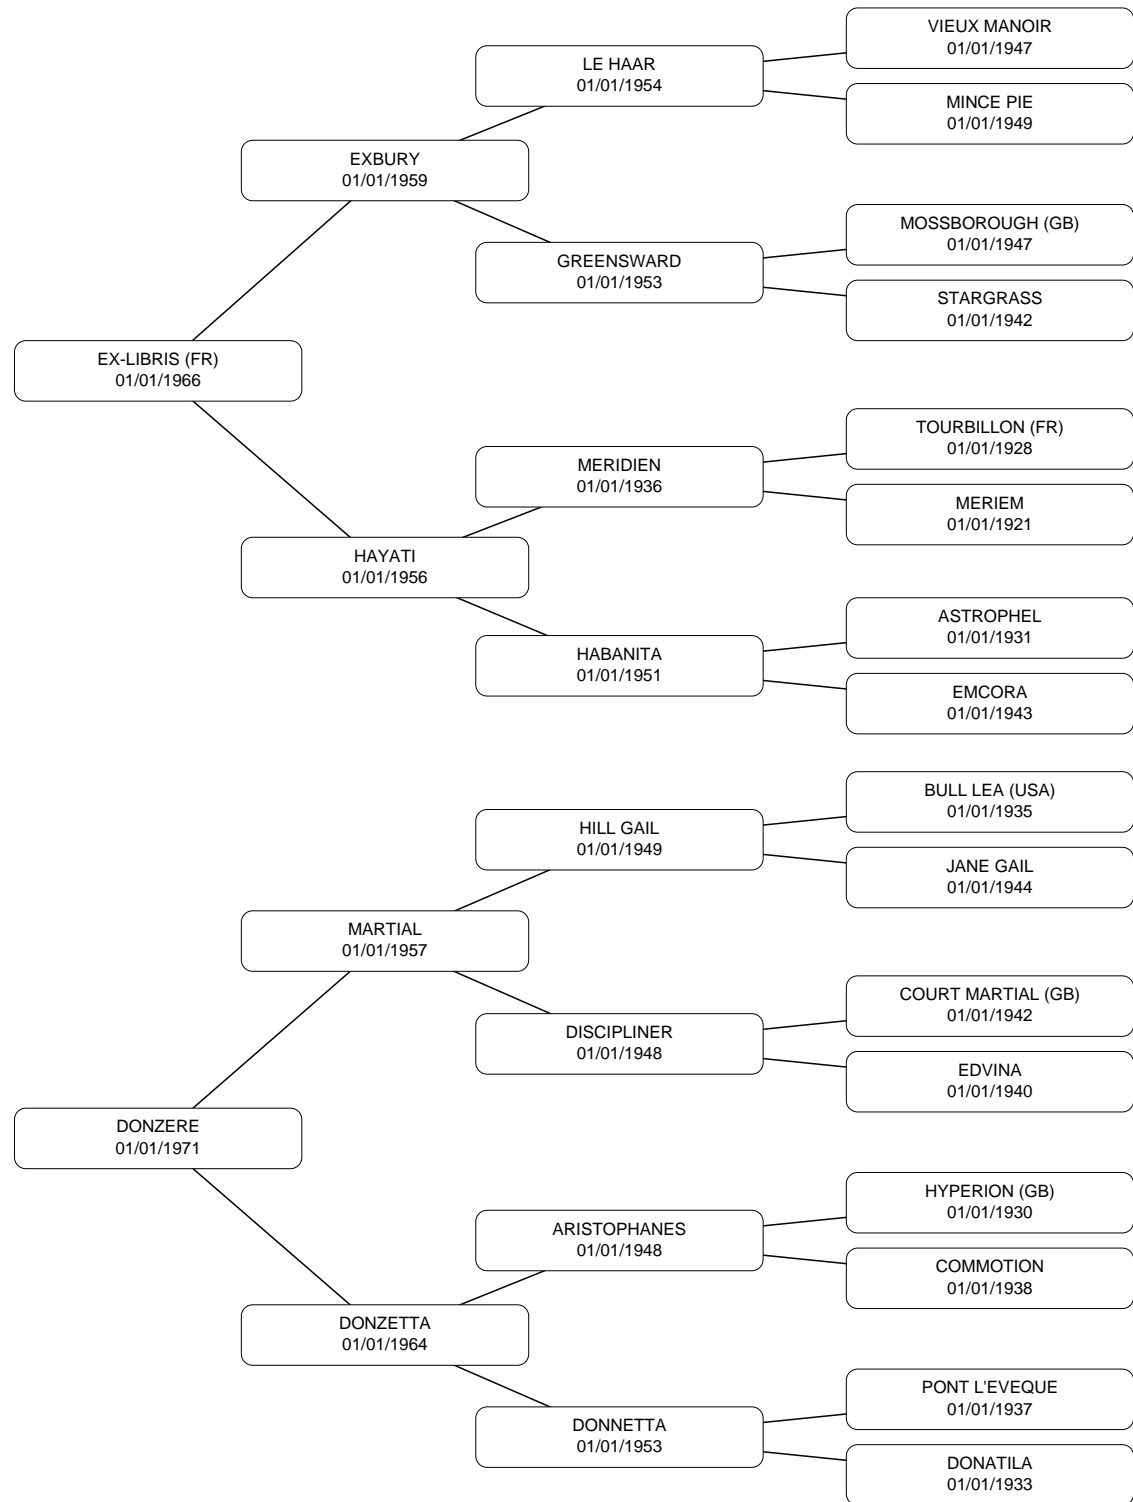 VIEUX MANOIR
01/01/1947
LE HAAR
01/01/1954
MINCE PIE
01/01/1949
EXBURY
01/01/1959
MOSSBOROUGH (GB)
01/01/1947
GREENSWARD
01/01/1953
STARGRASS
01/01/1942
EX-LIBRIS (FR)
01/01/1966
TOURBILLON (FR)
01/01/1928
MERIDIEN
01/01/1936
MERIEM
01/01/1921
HAYATI
01/01/1956
ASTROPHEL
01/01/1931
HABANITA
01/01/1951
EMCORA
01/01/1943
BULL LEA (USA)
01/01/1935
HILL GAIL
01/01/1949
JANE GAIL
01/01/1944
MARTIAL
01/01/1957
COURT MARTIAL (GB)
01/01/1942
DISCIPLINER
01/01/1948
EDVINA
01/01/1940
DONZERE
01/01/1971
HYPERION (GB)
01/01/1930
ARISTOPHANES
01/01/1948
COMMOTION
01/01/1938
DONZETTA
01/01/1964
PONT L'EVEQUE
01/01/1937
DONNETTA
01/01/1953
DONATILA
01/01/1933